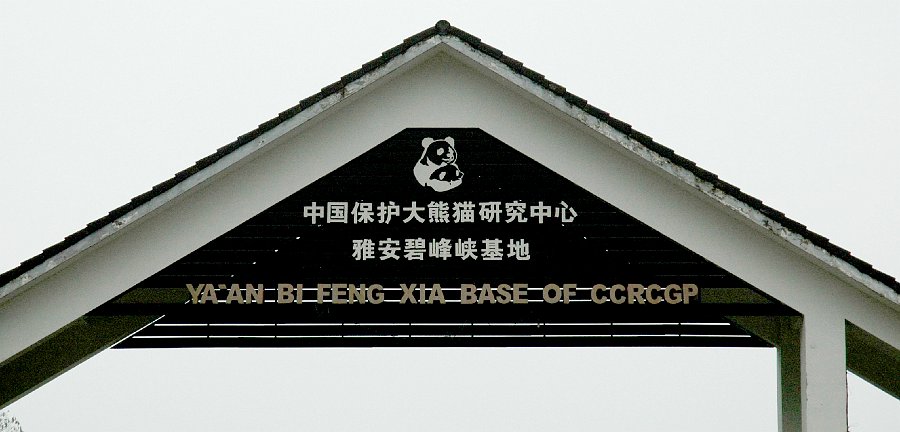 中国保护大熊猫研究中心
雅安碧峰峡基地
YA'AN BI FENG XIA BASE OF CCRCGP